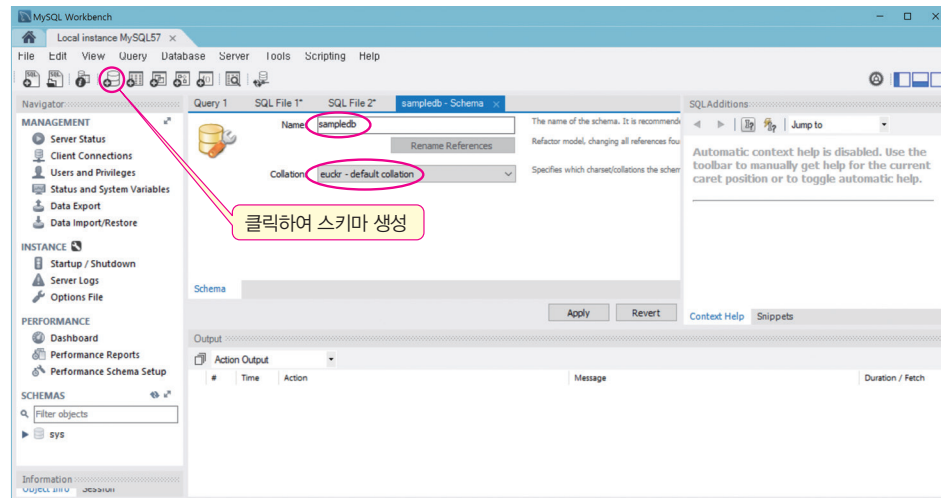 MySQL Workbench
Local instance MySQL57
File Edit View Query Database Server Tools Scripting Help
Navigator
MANAGEMENT
Server Status
Client Connections
Users and Privileges
Status and System Variables
Data Export
Data Import/Restore
INSTANCE
Startup / Shutdown
Server Logs
Options File
PERFORMANCE
Dashboard
Performance Reports
Performance Schema Setup
SCHEMAS
Filter objects
sys
Information
Object Info Session
Query 1 SQL File 1* SQL File 2* sampledb - Schema
Name: sampledb
The name of the schema. It is recommende
Rename References
Refactor model, changing all references fou
Collation: euckr - default collation
Specifies which charset/collations the schem
클릭하여 스키마 생성
Schema
Apply Revert
SQLAdditions
Jump to
Automatic context help is disabled. Use the
toolbar to manually get help for the current
caret position or to toggle automatic help.
Context Help Snippets
Output
Action Output
# Time Action Message Duration / Fetch